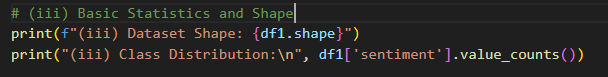 # (iii) Basic Statistics and Shape
print(f"(iii) Dataset Shape: {df1.shape}")
print("(iii) Class Distribution:\n", df1['sentiment'].value_counts())